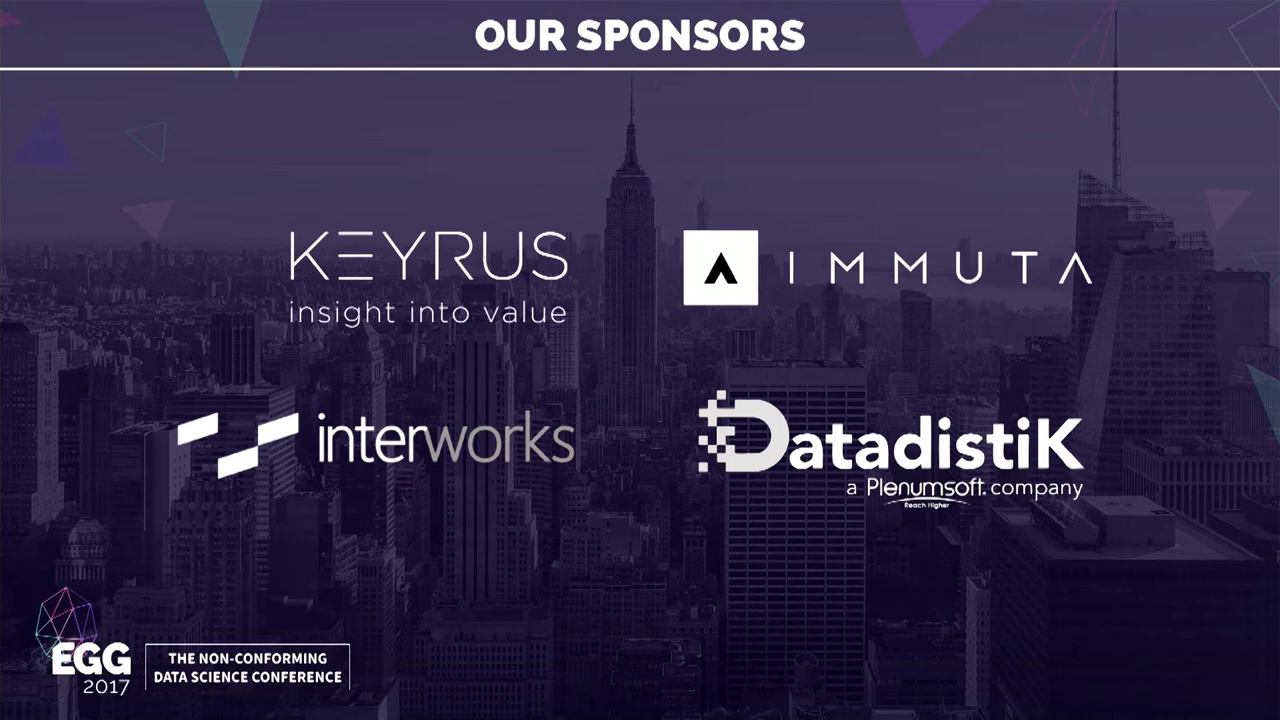 OUR SPONSORS
KEYRUS
insight into value
IMMUTA
interworks
DatadistiK
a Plenumsoft. company
Reach Higher
EGG
2017
THE NON-CONFORMING
DATA SCIENCE CONFERENCE